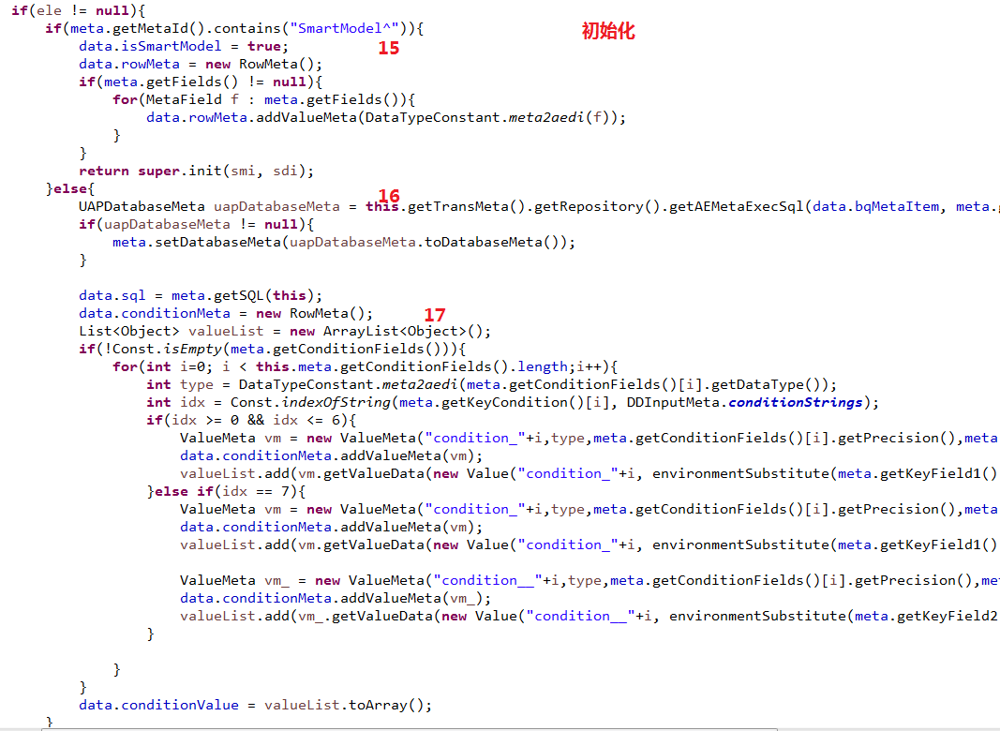 if(ele != null){
if(meta.getMetaId().contains("SmartModel^")){ 初始化
data.isSmartModel = true; 15
data.rowMeta = new RowMeta();
if(meta.getFields() != null){
for(MetaField f : meta.getFields()){
data.rowMeta.addValueMeta(DataTypeConstant.meta2aedi(f));
}
}
return super.init(smi, sdi);
}else{ 16
UAPDatabaseMeta uapDatabaseMeta = this.getTransMeta().getRepository().getAEMetaExecSql(data.bqMetaItem, meta.
if(uapDatabaseMeta != null){
meta.setDatabaseMeta(uapDatabaseMeta.toDatabaseMeta());
}
data.sql = meta.getSQL(this);
data.conditionMeta = new RowMeta(); 17
List<Object> valueList = new ArrayList<Object>();
if(!Const.isEmpty(meta.getConditionFields())){
for(int i=0; i < this.meta.getConditionFields().length;i++){
int type = DataTypeConstant.meta2aedi(meta.getConditionFields()[i].getDataType());
int idx = Const.indexOfString(meta.getKeyCondition()[i], DDInputMeta.conditionStrings);
if(idx >= 0 && idx <= 6){
ValueMeta vm = new ValueMeta("condition_"+i,type,meta.getConditionFields()[i].getPrecision(),meta
data.conditionMeta.addValueMeta(vm);
valueList.add(vm.getValueData(new Value("condition_"+i, environmentSubstitute(meta.getKeyField1()
}else if(idx == 7){
ValueMeta vm = new ValueMeta("condition_"+i,type,meta.getConditionFields()[i].getPrecision(),meta
data.conditionMeta.addValueMeta(vm);
valueList.add(vm.getValueData(new Value("condition_"+i, environmentSubstitute(meta.getKeyField1()
ValueMeta vm_ = new ValueMeta("condition__"+i,type,meta.getConditionFields()[i].getPrecision(),
data.conditionMeta.addValueMeta(vm_);
valueList.add(vm_.getValueData(new Value("condition__"+i, environmentSubstitute(meta.getKeyField2
}
}
}
data.conditionValue = valueList.toArray();
}